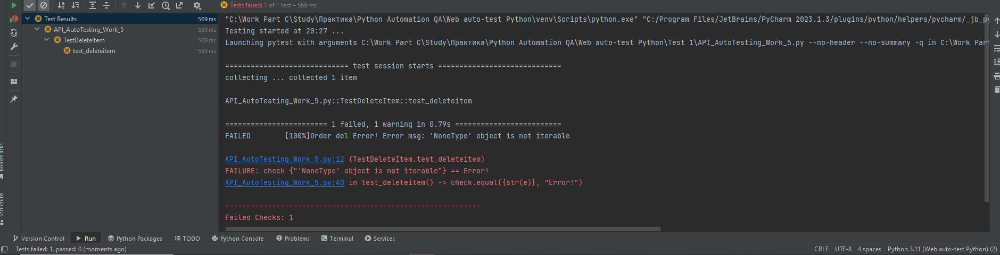 Tests failed: 1 of 1 test – 569 ms
Test Results 569 ms
API_AutoTesting_Work_5 569 ms
TestDeleteItem 569 ms
test_deleteitem 569 ms
"C:\Work Part C\Study\Практика\Python Automation QA\Web auto-test Python\venv\Scripts\python.exe" "C:/Program Files/JetBrains/PyCharm 2023.1.3/plugins/python/helpers/pycharm/_jb_py
Testing started at 20:27 ...
Launching pytest with arguments C:\Work Part C\Study\Практика\Python Automation QA\Web auto-test Python\Test 1\API_AutoTesting_Work_5.py --no-header --no-summary -q in C:\Work Part
============================= test session starts =============================
collecting ... collected 1 item
API_AutoTesting_Work_5.py::TestDeleteItem::test_deleteitem
======================== 1 failed, 1 warning in 0.79s =========================
FAILED [100%]Order del Error! Error msg: 'NoneType' object is not iterable
API_AutoTesting_Work_5.py:12 (TestDeleteItem.test_deleteitem)
FAILURE: check {"'NoneType' object is not iterable"} == Error!
API_AutoTesting_Work_5.py:40 in test_deleteitem() -> check.equal({str(e)}, "Error!")
------------------------------------------------------------
Failed Checks: 1
Bookmarks
Structure
Version Control Run Python Packages TODO Python Console Problems Terminal Services
Tests failed: 1, passed: 0 (moments ago) CRLF UTF-8 4 spaces Python 3.11 (Web auto-test Python) (2)